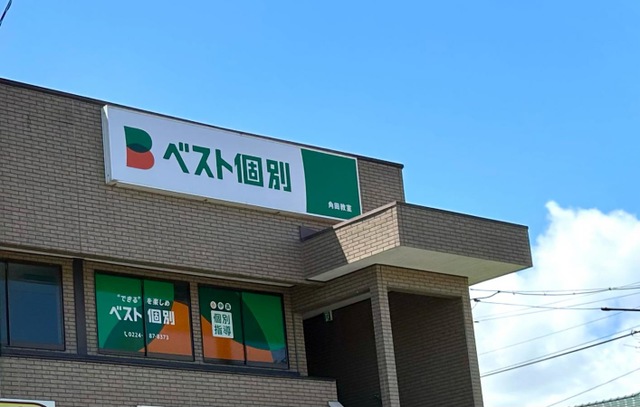 ベスト個別
角田教室
"できる"を楽しめ
ベスト個別
個別
指導